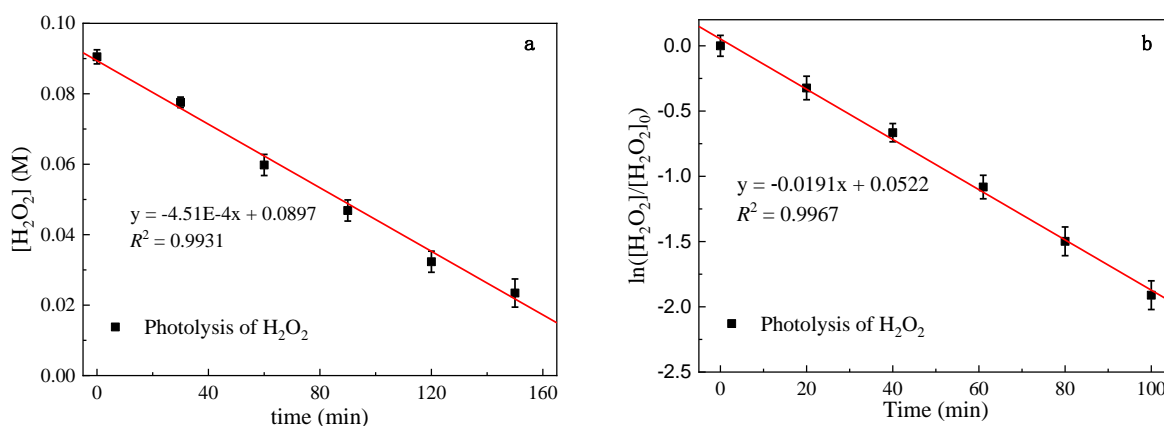 a
[H₂O₂] (M)
0.10
0.08
0.06
0.04
0.02
0.00
y = -4.51E-4x + 0.0897
R² = 0.9931
Photolysis of H₂O₂
0 40 80 120 160
time (min)
b
ln([H₂O₂]/[H₂O₂]₀)
0.0
-0.5
-1.0
-1.5
-2.0
-2.5
y = -0.0191x + 0.0522
R² = 0.9967
Photolysis of H₂O₂
0 20 40 60 80 100
Time (min)